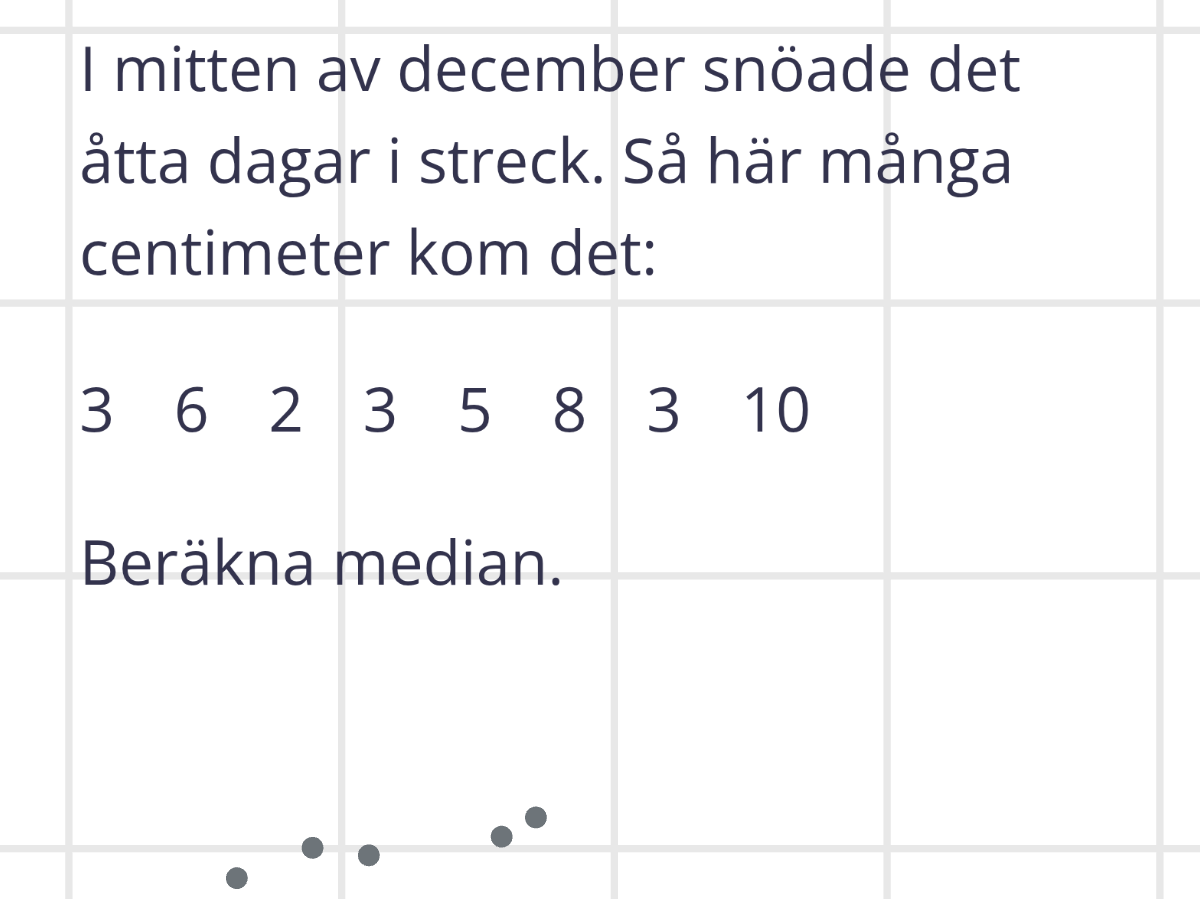 I mitten av december snöade det
åtta dagar i streck. Så här många
centimeter kom det:
3 6 2 3 5 8 3 10
Beräkna median.